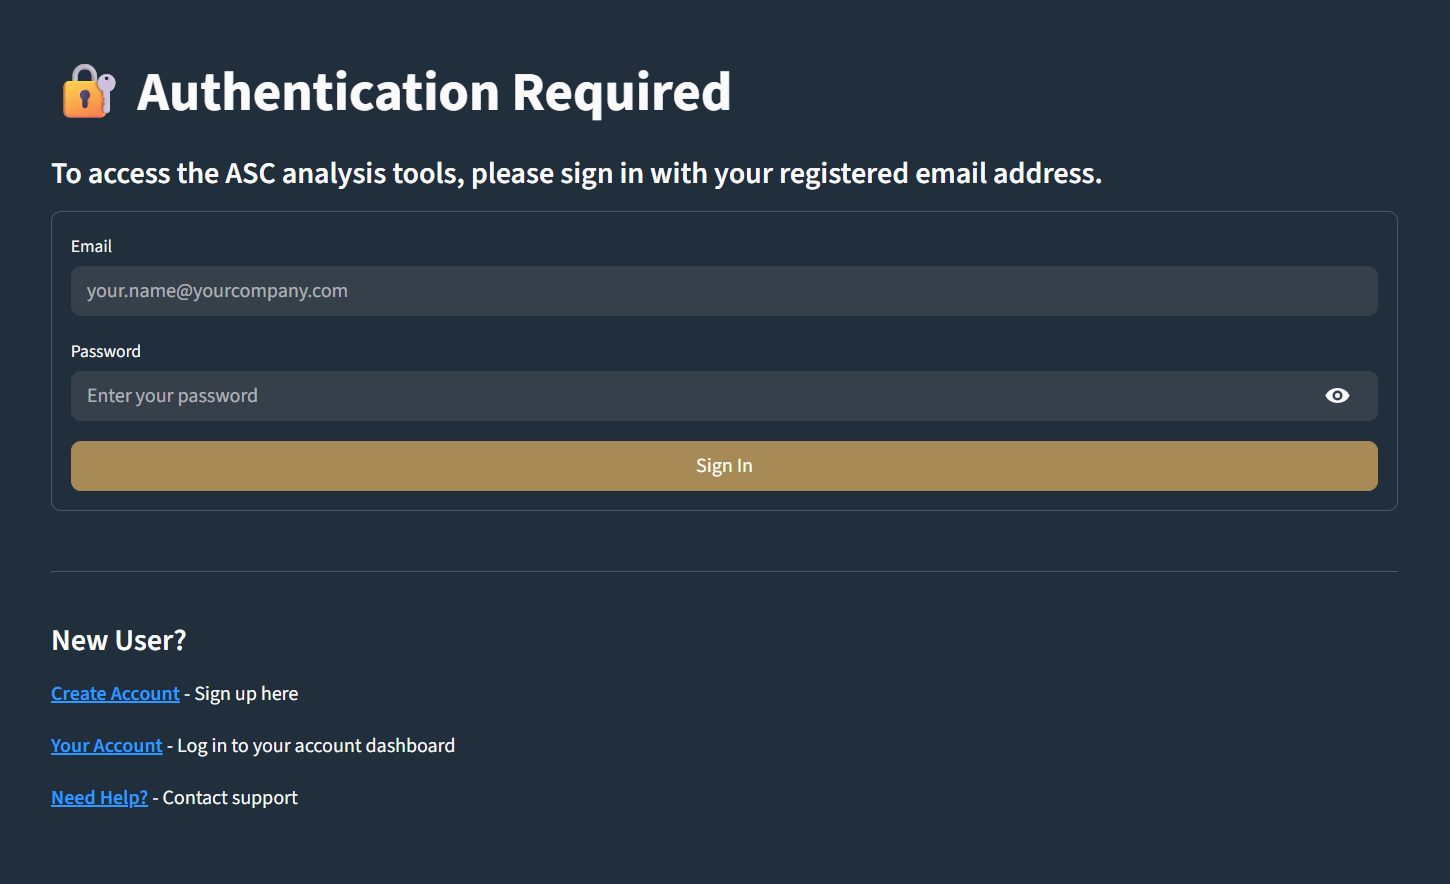 Authentication Required
To access the ASC analysis tools, please sign in with your registered email address.
Email
your.name@yourcompany.com
Password
Enter your password
Sign In
New User?
Create Account - Sign up here
Your Account - Log in to your account dashboard
Need Help? - Contact support